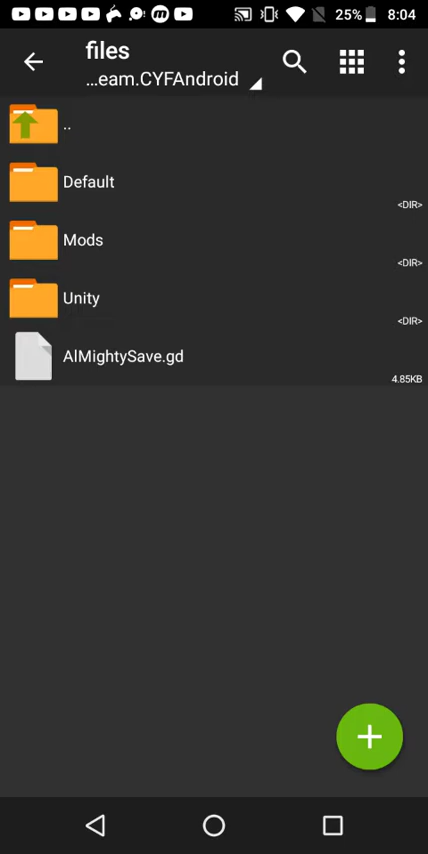 25% 8:04
files
...eam.CYFAndroid
..
Default
<DIR>
Mods
<DIR>
Unity
<DIR>
AlMightySave.gd
4.85KB